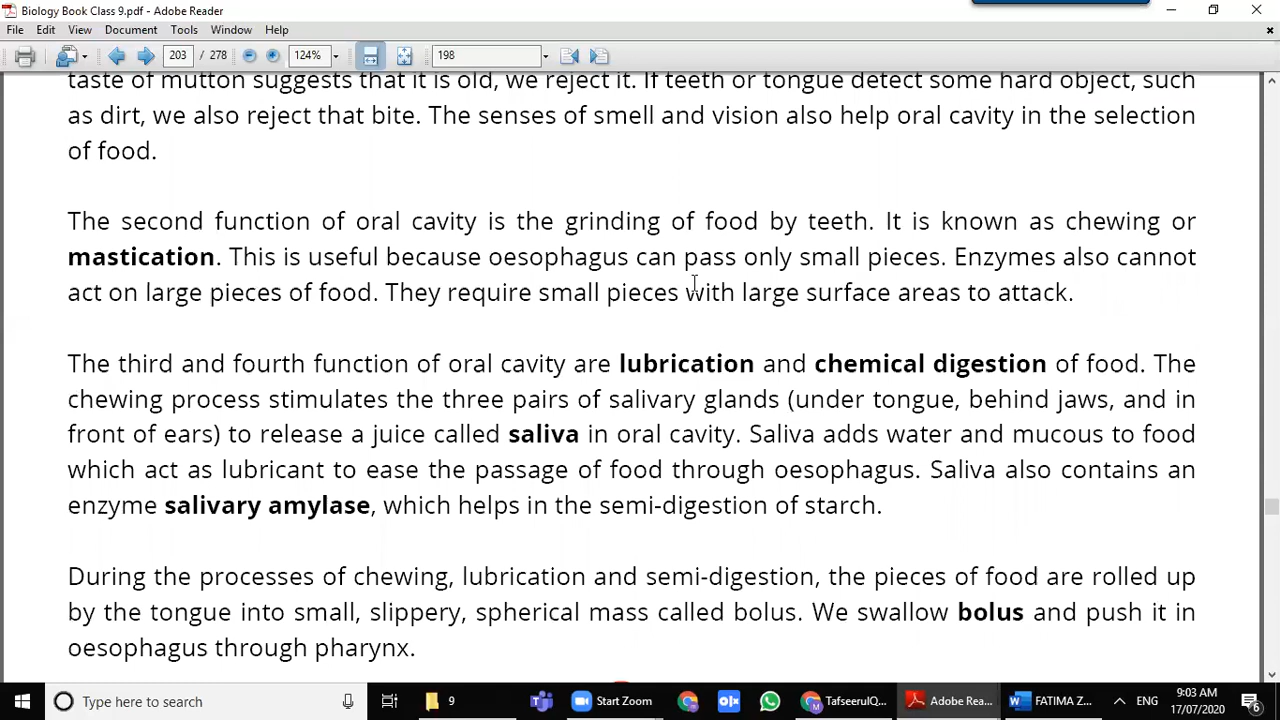 Biology Book Class 9.pdf - Adobe Reader
File Edit View Document Tools Window Help
203 / 278 124% 198
taste of mutton suggests that it is old, we reject it. If teeth or tongue detect some hard object, such
as dirt, we also reject that bite. The senses of smell and vision also help oral cavity in the selection
of food.
The second function of oral cavity is the grinding of food by teeth. It is known as chewing or
mastication. This is useful because oesophagus can pass only small pieces. Enzymes also cannot
act on large pieces of food. They require small pieces with large surface areas to attack.
The third and fourth function of oral cavity are lubrication and chemical digestion of food. The
chewing process stimulates the three pairs of salivary glands (under tongue, behind jaws, and in
front of ears) to release a juice called saliva in oral cavity. Saliva adds water and mucous to food
which act as lubricant to ease the passage of food through oesophagus. Saliva also contains an
enzyme salivary amylase, which helps in the semi-digestion of starch.
During the processes of chewing, lubrication and semi-digestion, the pieces of food are rolled up
by the tongue into small, slippery, spherical mass called bolus. We swallow bolus and push it in
oesophagus through pharynx.
Type here to search 9 Start Zoom TafseerulQ... Adobe Rea... FATIMA Z... ENG 9:03 AM
17/07/2020 6